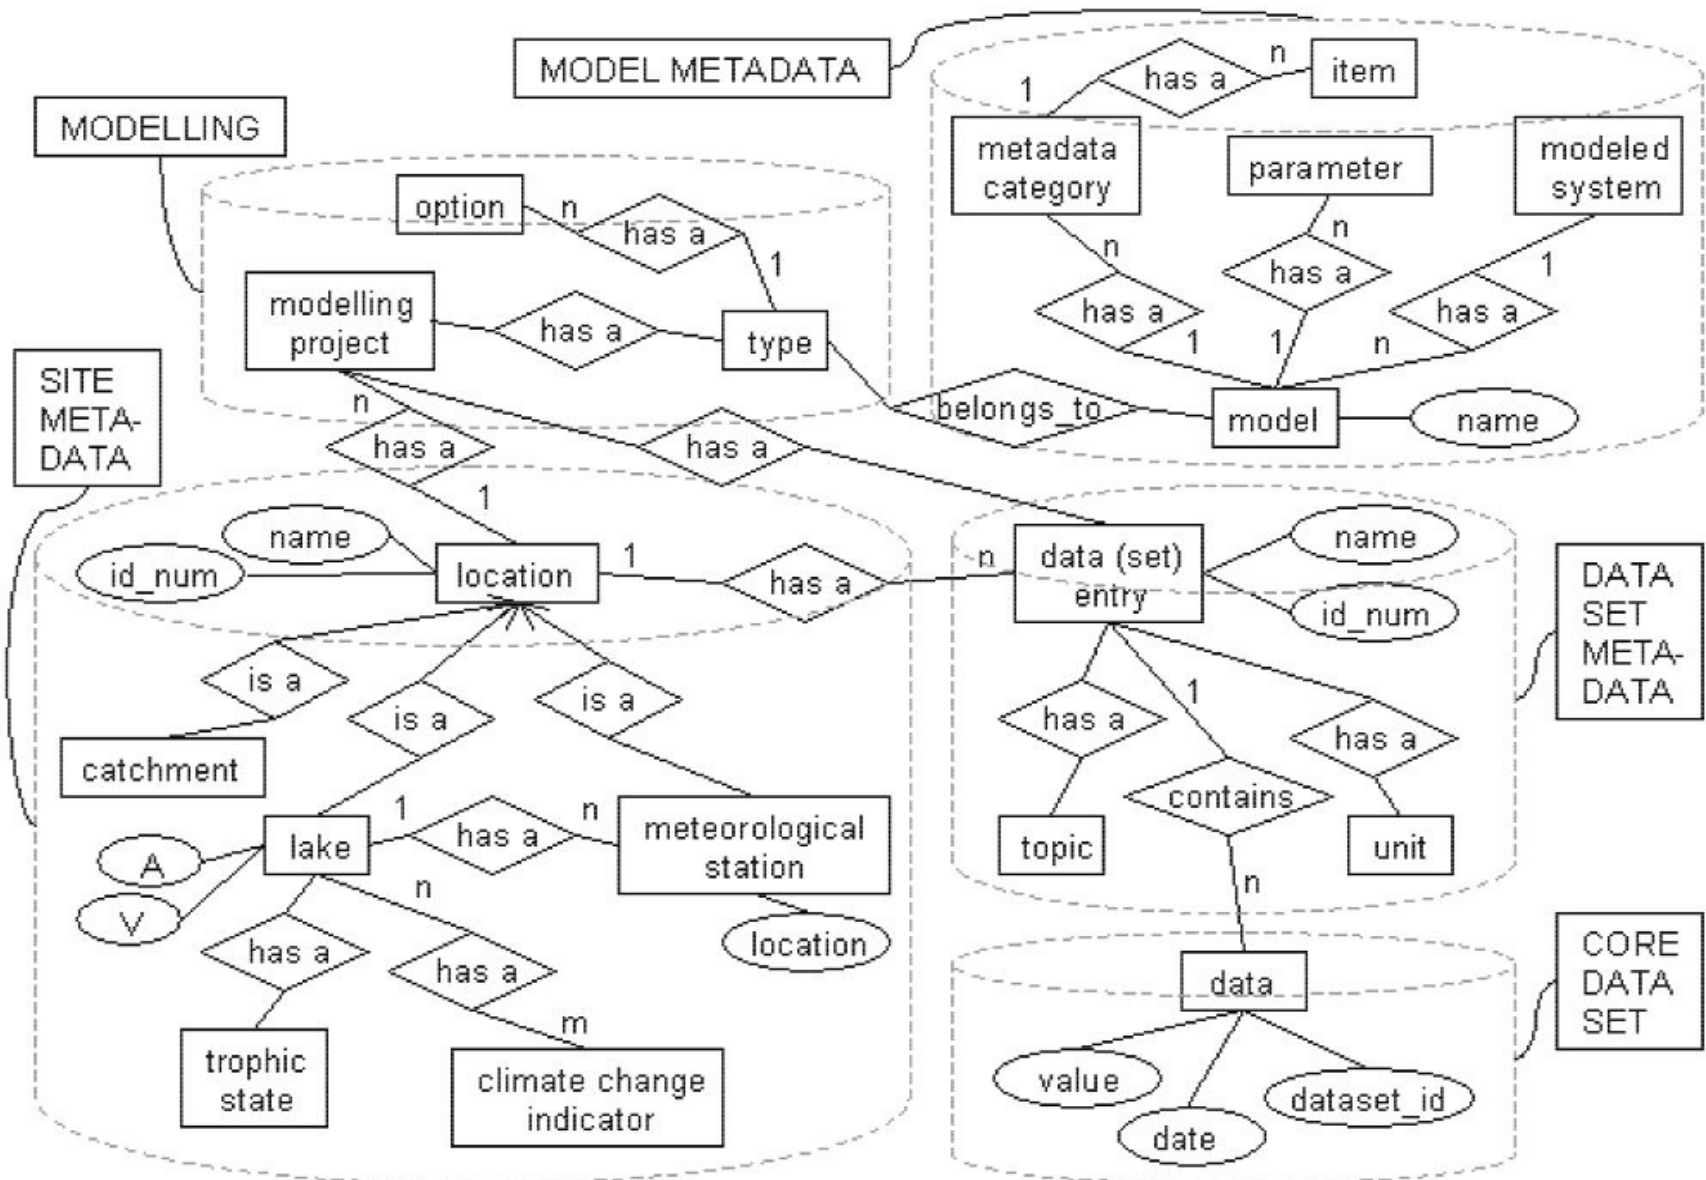 MODEL METADATA
n
item
has a
1
MODELLING
metadata
category
parameter
modeled
system
option
n
has a
1
n
has a
n
has a
1
has a
modelling
project
has a
type
1
1
n
SITE
META-
DATA
n
has a
has a
belongs_to
model
name
1
name
id_num
location
1
has a
n
data (set)
entry
name
id_num
DATA
SET
META-
DATA
is a
is a
is a
has a
1
has a
catchment
contains
lake
1
has a
n
meteorological
station
topic
unit
A
V
n
n
has a
has a
location
CORE
DATA
SET
data
m
trophic
state
climate change
indicator
value
dataset_id
date